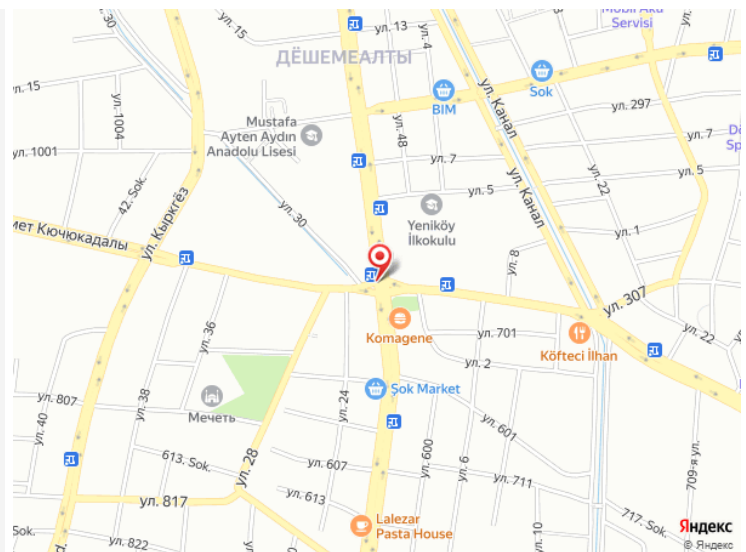 Mobil Akü
Servisi
ул. 13
ул. 4
ДЁШЕМЕАЛТЫ
ул. Канал
Sok
ул. 15
BIM
ул. 297
ул. 15
ул. 1004
Mustafa
Ayten Aydın
Anadolu Lisesi
ул. 48
ул. 7
ул. 7
ул. 1001
ул. 5
ул. 5
42. Sok.
ул. Кыркгёз
ул. 30
ул. Канал
ул. 22
Yeniköy
İlkokulu
мет Кючюкадалы
ул. 1
ул. 8
ул. 307
ул. 36
Komagene
ул. 701
Köfteci İlhan
ул. 22
ул. 2
ул. 38
ул. 807
Мечеть
ул. 24
Şok Market
ул. 40
ул. 601
613. Sok.
ул. 28
ул. 607
ул. 600
ул. 6
ул. 711
709-я ул.
ул. 817
ул. 613
717. Sok.
Sok.
ул. 822
Lalezar
Pasta House
ул. 10
Яндекс
© Яндекс